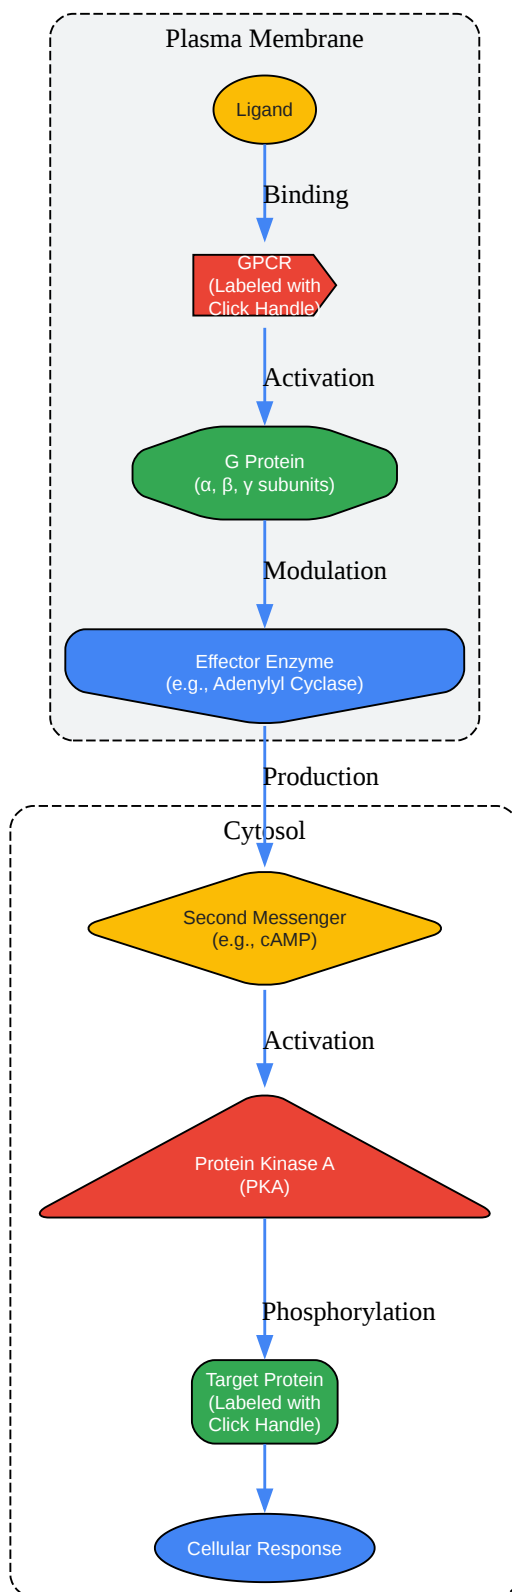 Plasma Membrane
Ligand
Binding
GPCR
(Labeled with
Click Handle)
Activation
G Protein
(α, β, γ subunits)
Modulation
Effector Enzyme
(e.g., Adenylyl Cyclase)
Production
Cytosol
Second Messenger
(e.g., cAMP)
Activation
Protein Kinase A
(PKA)
Phosphorylation
Target Protein
(Labeled with
Click Handle)
Cellular Response